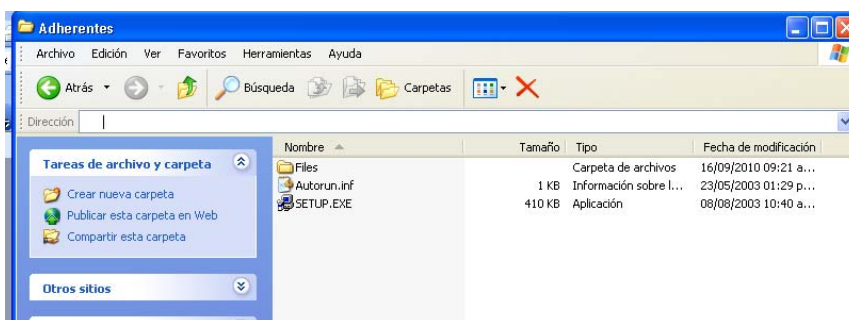 Adherentes
Archivo Edición Ver Favoritos Herramientas Ayuda
Atrás Búsqueda Carpetas
Dirección
Nombre Tamaño Tipo Fecha de modificación
Tareas de archivo y carpeta
Crear nueva carpeta
Publicar esta carpeta en Web
Compartir esta carpeta
Otros sitios
Files Carpeta de archivos 16/09/2010 09:21 a...
Autorun.inf 1 KB Información sobre l... 23/05/2003 01:29 p...
SETUP.EXE 410 KB Aplicación 08/08/2003 10:40 a...